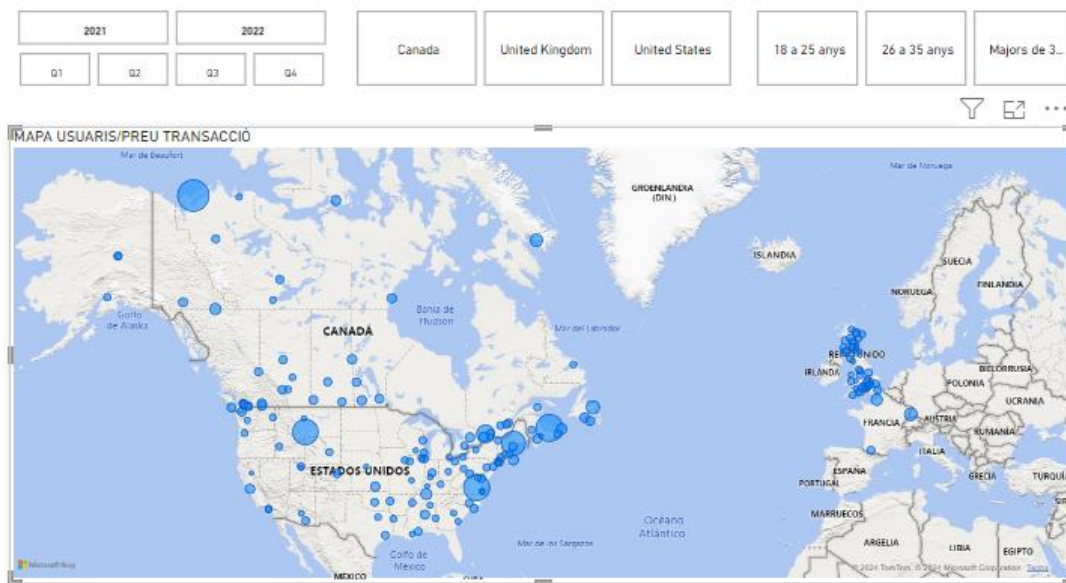 2021 2022
Q1 Q2 Q3 Q4
Canada United Kingdom United States
18 a 25 anys 26 a 35 anys Majors de 3...
MAPA USUARIS/PREU TRANSACCIÓ
Mar de Beaufort
Mar de Noruega
GROENLANDIA
(DIN.)
ISLANDIA
SUECIA
FINLANDIA
NORUEGA
Golfo
de Alaska
Bahía de
Hudson
Mar del Labrador
CANADÁ
REINO UNIDO
IRLANDA
BIELORRUSIA
POLONIA
UCRANIA
FRANCIA
AUSTRIA
RUMANÍA
ITALIA
ESTADOS UNIDOS
ESPAÑA
GRECIA
TURQUÍ
PORTUGAL
MARRUECOS
Océano
Atlántico
Golfo de
México
Mar de los Sargazos
ARGELIA
LIBIA
EGIPTO
MÉXICO
CUBA
Microsoft Bing
© 2024 TomTom, © 2024 Microsoft Corporation Terms